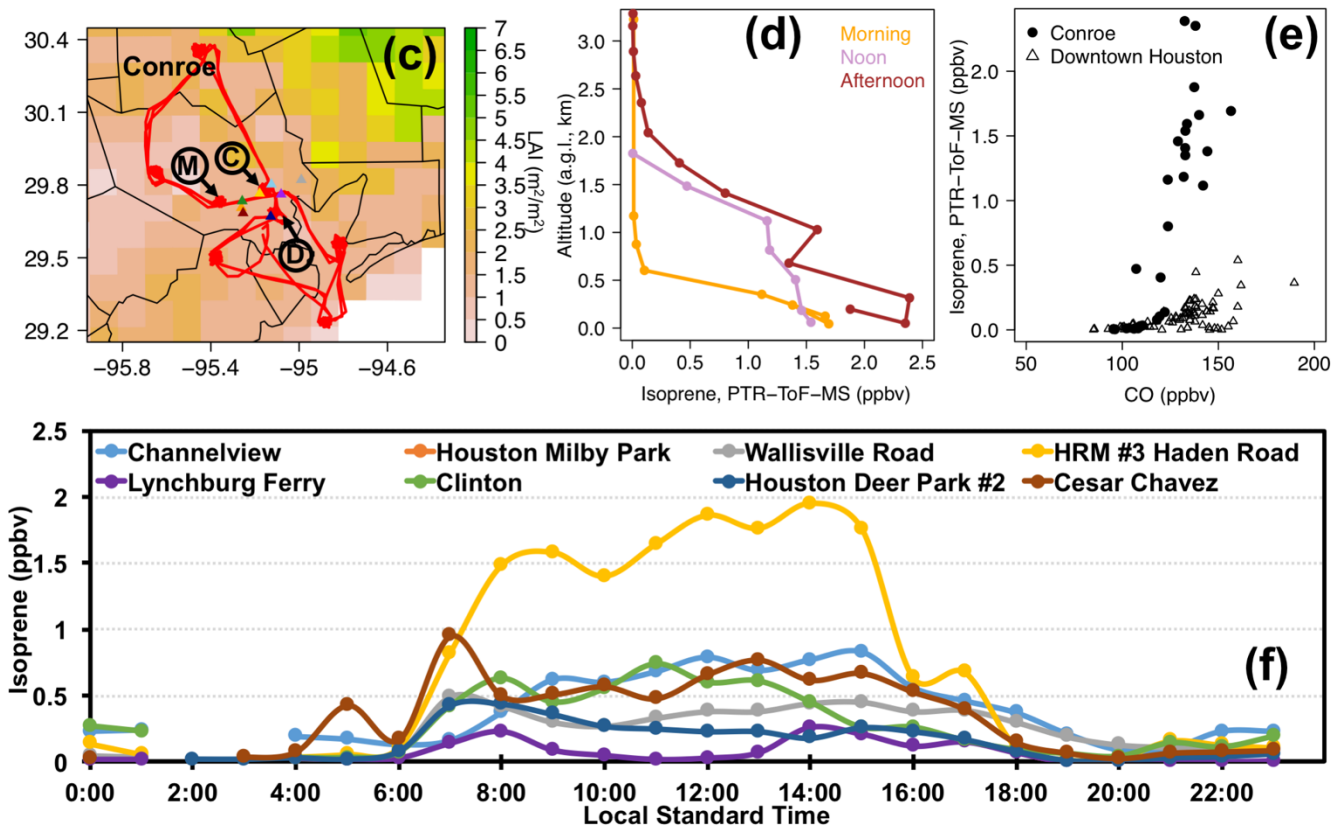 (c)
Conroe
M
C
D
30.4
30.1
29.8
29.5
29.2
−95.8
−95.4
−95
−94.6
7
6.5
6
5.5
5
4.5
4
3.5
3
2.5
2
1.5
1
0.5
0
LAI (m²/m²)
(d)
Morning
Noon
Afternoon
Altitude (a.g.l., km)
3.0
2.5
2.0
1.5
1.0
0.5
0.0
0.0
0.5
1.0
1.5
2.0
2.5
Isoprene, PTR−ToF−MS (ppbv)
(e)
Conroe
Downtown Houston
Isoprene, PTR−ToF−MS (ppbv)
2.0
1.5
1.0
0.5
0.0
50
100
150
200
CO (ppbv)
(f)
Isoprene (ppbv)
2.5
2
1.5
1
0.5
0
Channelview
Houston Milby Park
Wallisville Road
HRM #3 Haden Road
Lynchburg Ferry
Clinton
Houston Deer Park #2
Cesar Chavez
0:00
2:00
4:00
6:00
8:00
10:00
12:00
14:00
16:00
18:00
20:00
22:00
Local Standard Time